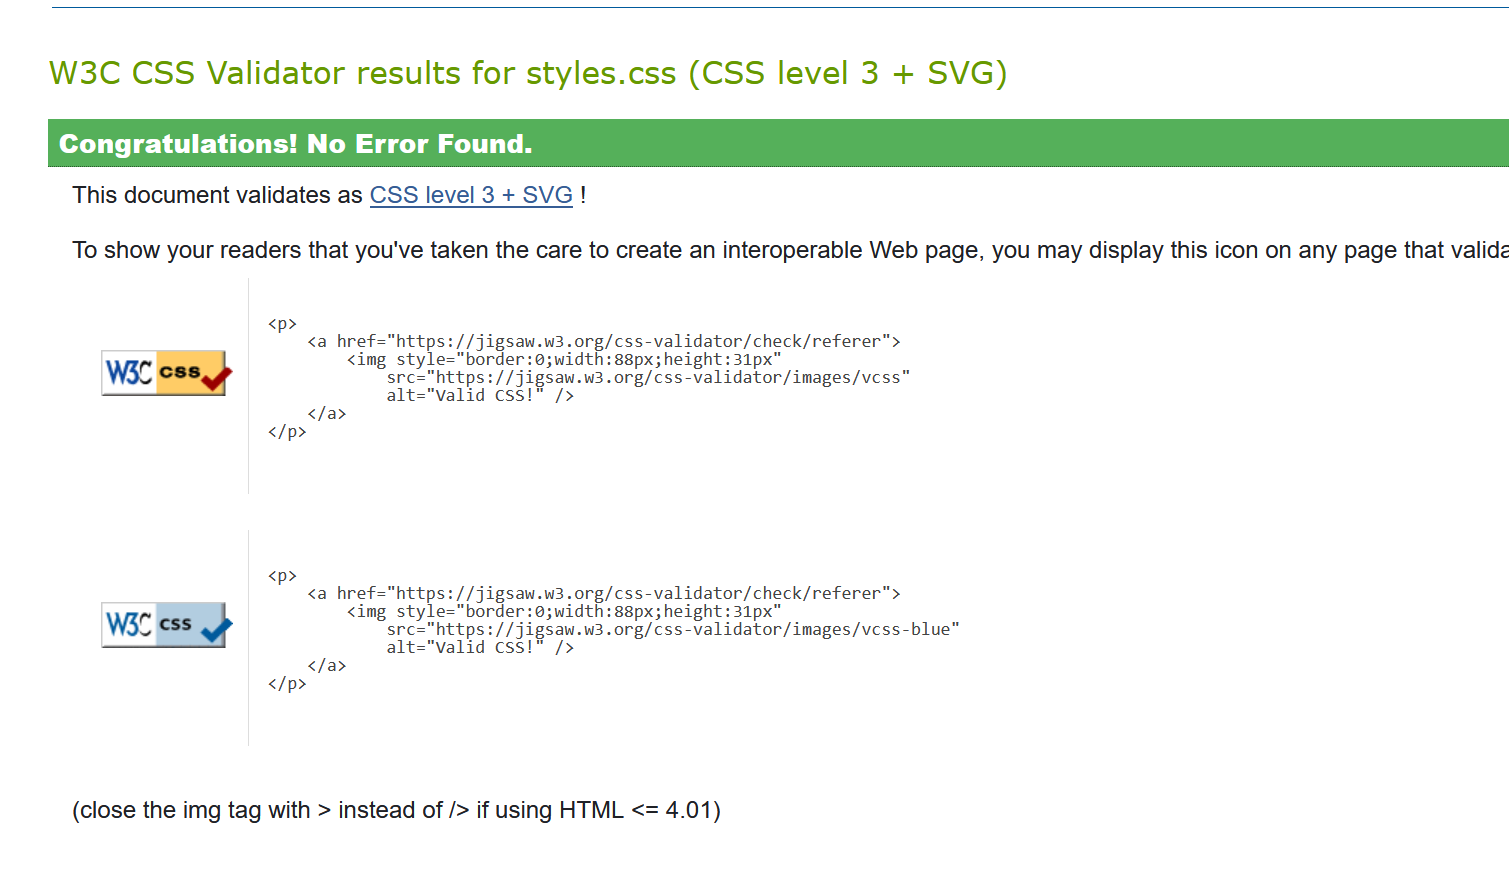 W3C CSS Validator results for styles.css (CSS level 3 + SVG)
Congratulations! No Error Found.
This document validates as CSS level 3 + SVG !
To show your readers that you've taken the care to create an interoperable Web page, you may display this icon on any page that valida
<p>
<a href="https://jigsaw.w3.org/css-validator/check/referer">
<img style="border:0;width:88px;height:31px"
W3C css
src="https://jigsaw.w3.org/css-validator/images/vcss"
alt="Valid CSS!" />
</a>
</p>
<p>
<a href="https://jigsaw.w3.org/css-validator/check/referer">
<img style="border:0;width:88px;height:31px"
W3C css
src="https://jigsaw.w3.org/css-validator/images/vcss-blue"
alt="Valid CSS!" />
</a>
</p>
(close the img tag with > instead of /> if using HTML <= 4.01)